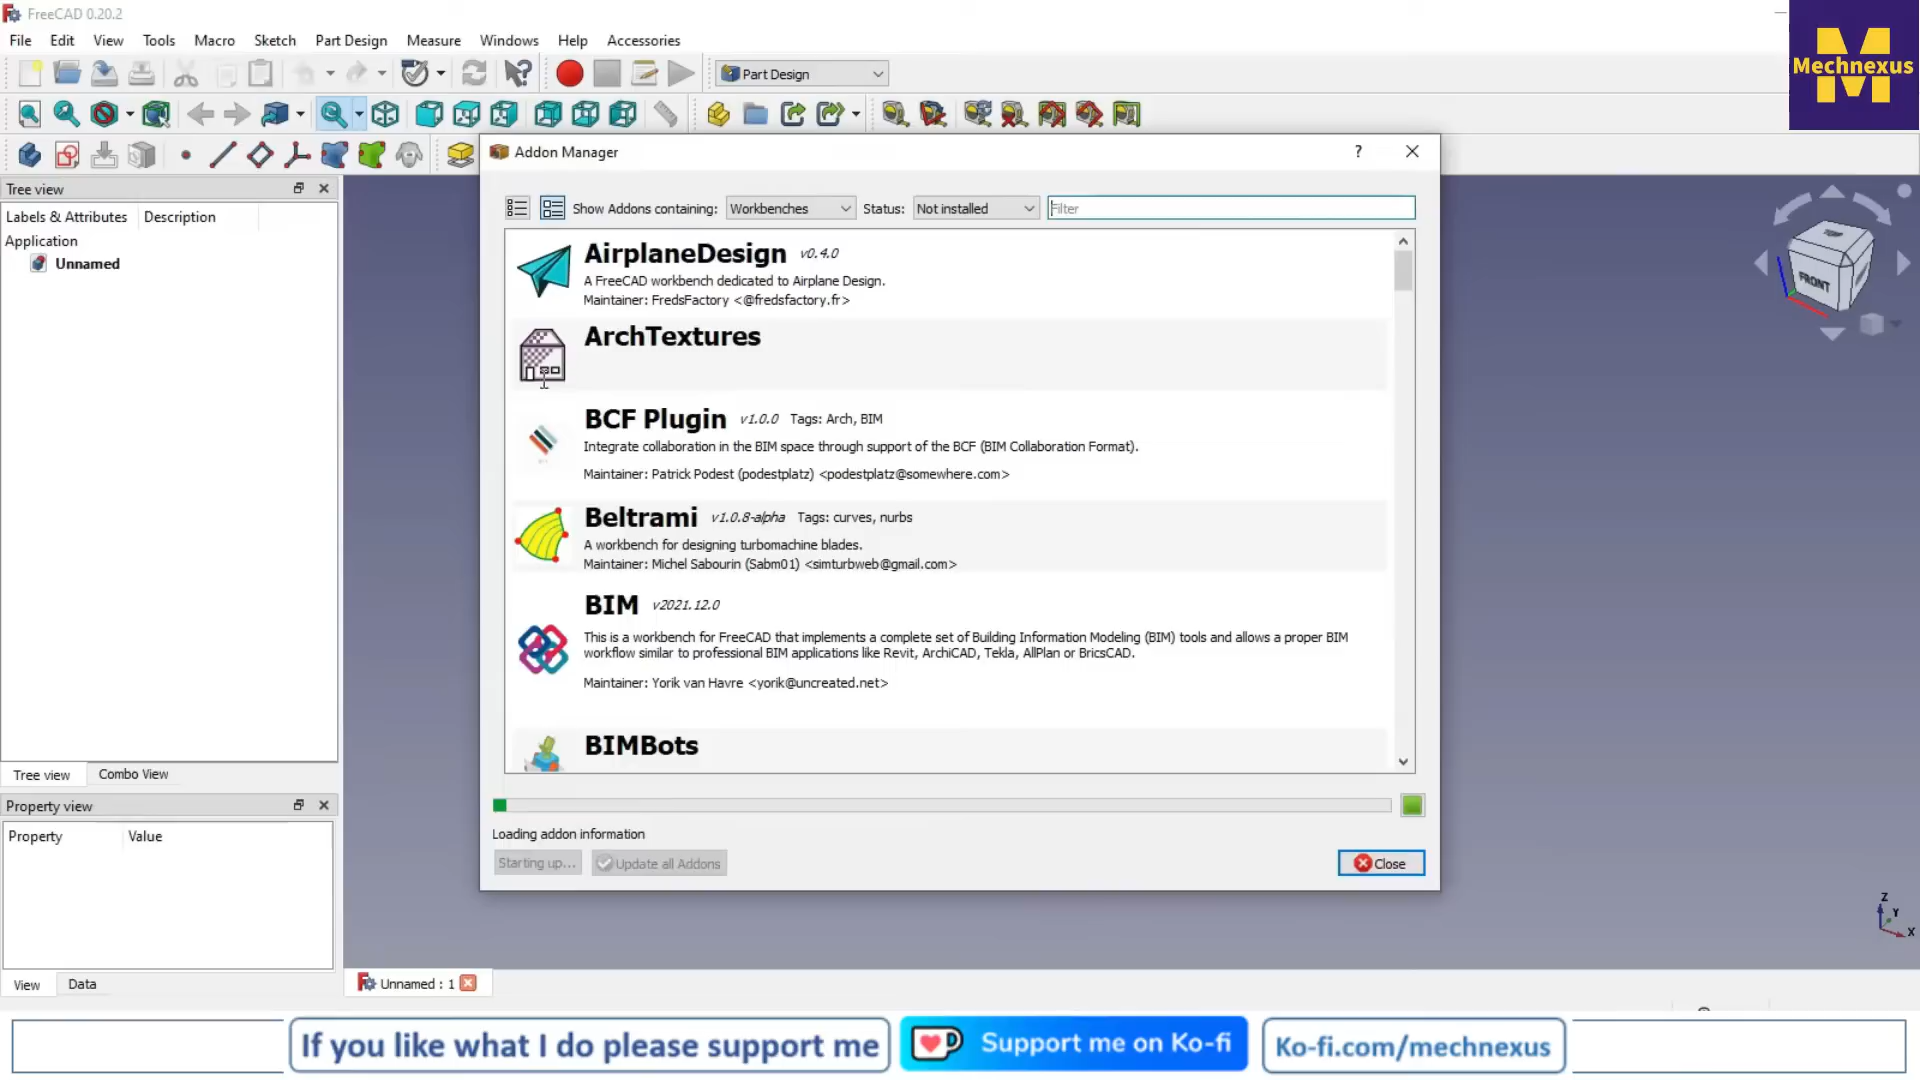 FreeCAD 0.20.2
File Edit View Tools Macro Sketch Part Design Measure Windows Help Accessories
Mechnexus
Part Design
Addon Manager
?
Tree view
Show Addons containing: Workbenches Status: Not installed Filter
Labels & Attributes Description
Application
Unnamed
AirplaneDesign v0.4.0
A FreeCAD workbench dedicated to Airplane Design.
Maintainer: FredsFactory <@fredsfactory.fr>
FRONT
ArchTextures
BCF Plugin v1.0.0 Tags: Arch, BIM
Integrate collaboration in the BIM space through support of the BCF (BIM Collaboration Format).
Maintainer: Patrick Podest (podestplatz) <podestplatz@somewhere.com>
Beltrami v1.0.8-alpha Tags: curves, nurbs
A workbench for designing turbomachine blades.
Maintainer: Michel Sabourin (Sabm01) <simturbweb@gmail.com>
BIM v2021.12.0
This is a workbench for FreeCAD that implements a complete set of Building Information Modeling (BIM) tools and allows a proper BIM
workflow similar to professional BIM applications like Revit, ArchiCAD, Tekla, AllPlan or BricsCAD.
Maintainer: Yorik van Havre <yorik@uncreated.net>
BIMBots
Tree view Combo View
Property view
Property Value
Loading addon information
Starting up... Update all Addons Close
Z
Y
X
View Data
Unnamed : 1
If you like what I do please support me
Support me on Ko-fi
Ko-fi.com/mechnexus